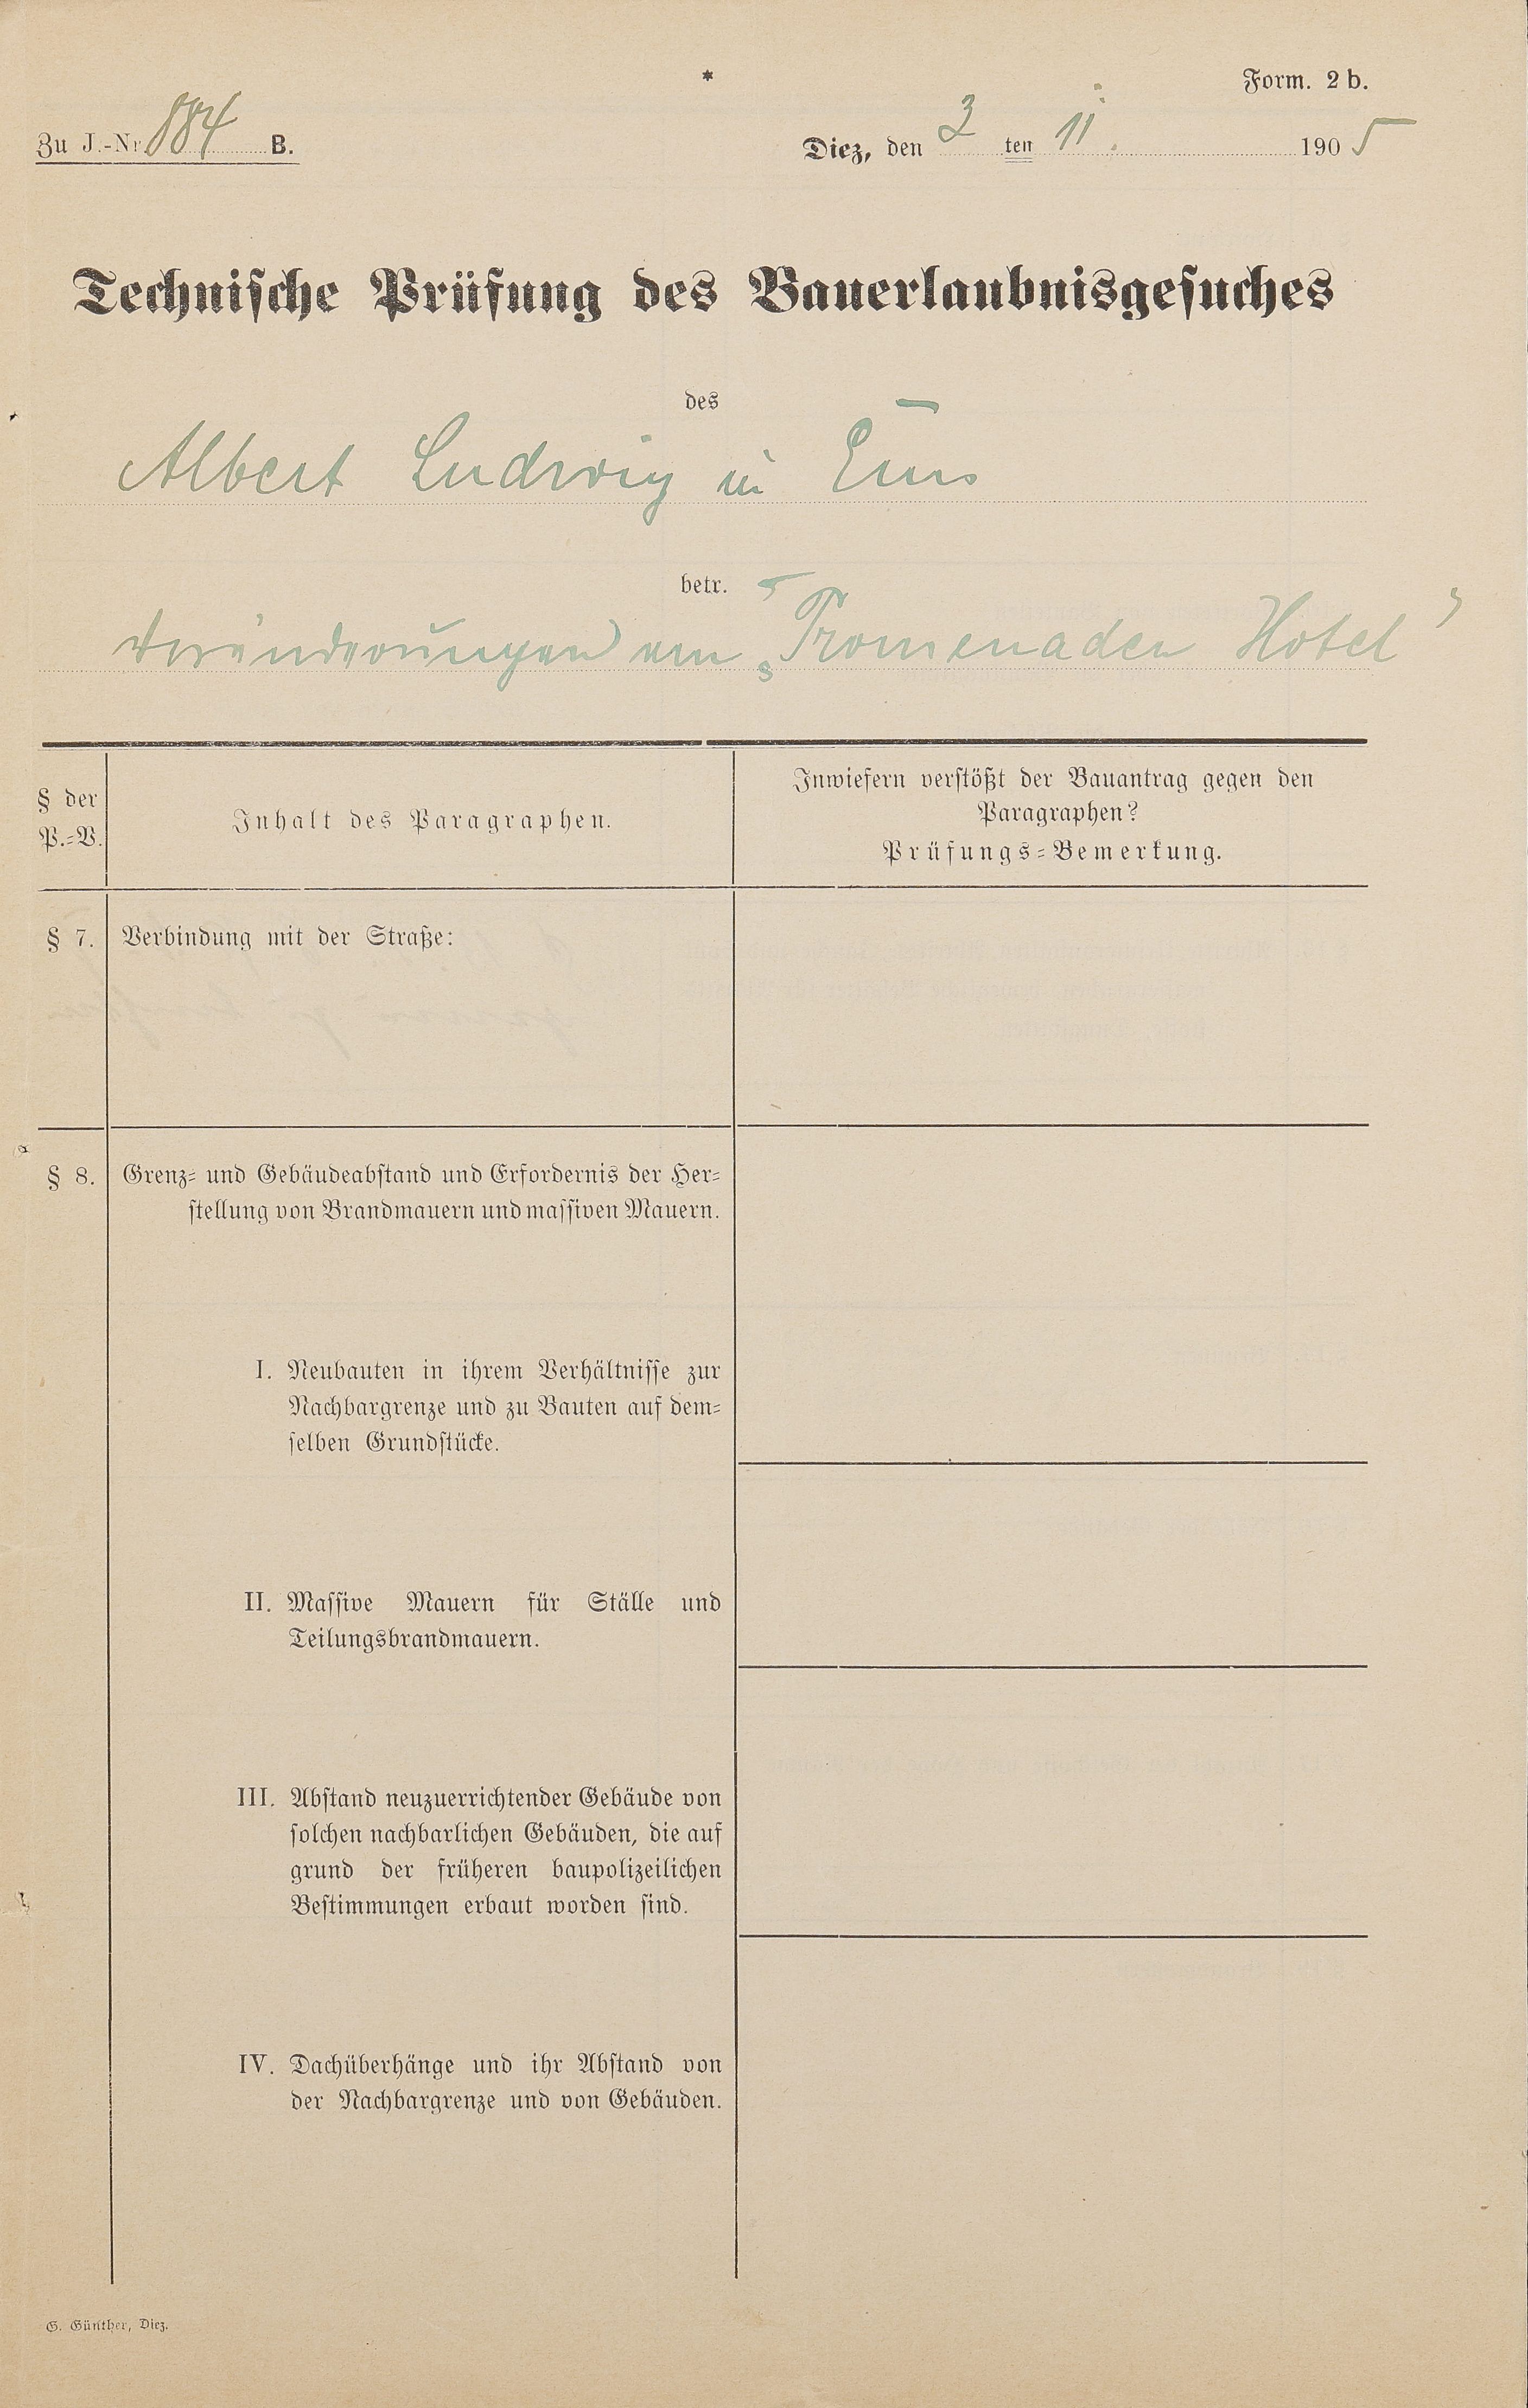 *
Form. 2 b.
Zu J.-Nr. 884 B.
Diez, den 3 ten 11. 1905
Technische Prüfung des Bauerlaubnisgesuches
des
Albert Ludwig in Ems
betr.
Veränderungen am „Promenaden Hotel"
§ der
P.-V.
Inhalt des Paragraphen.
Inwiefern verstößt der Bauantrag gegen den
Paragraphen?
Prüfungs-Bemerkung.
§ 7. Verbindung mit der Straße:
§ 8. Grenz- und Gebäudeabstand und Erfordernis der Her-
stellung von Brandmauern und massiven Mauern.
I. Neubauten in ihrem Verhältnisse zur
Nachbargrenze und zu Bauten auf dem-
selben Grundstücke.
II. Massive Mauern für Ställe und
Teilungsbrandmauern.
III. Abstand neuzuerrichtender Gebäude von
solchen nachbarlichen Gebäuden, die auf
grund der früheren baupolizeilichen
Bestimmungen erbaut worden sind.
IV. Dachüberhänge und ihr Abstand von
der Nachbargrenze und von Gebäuden.
G. Günther, Diez.